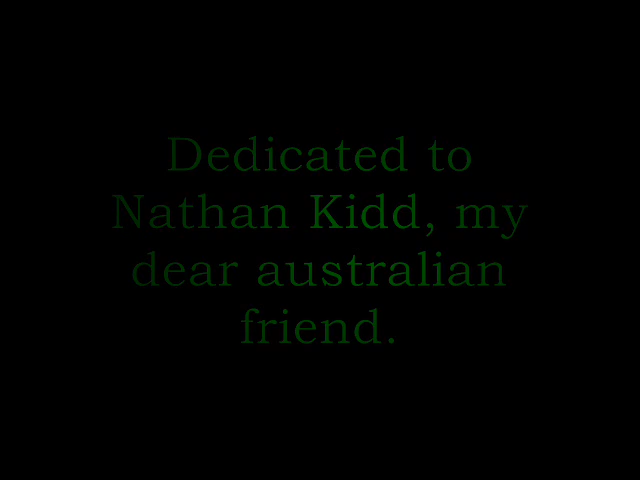 Dedicated to
Nathan Kidd, my
dear australian
friend.